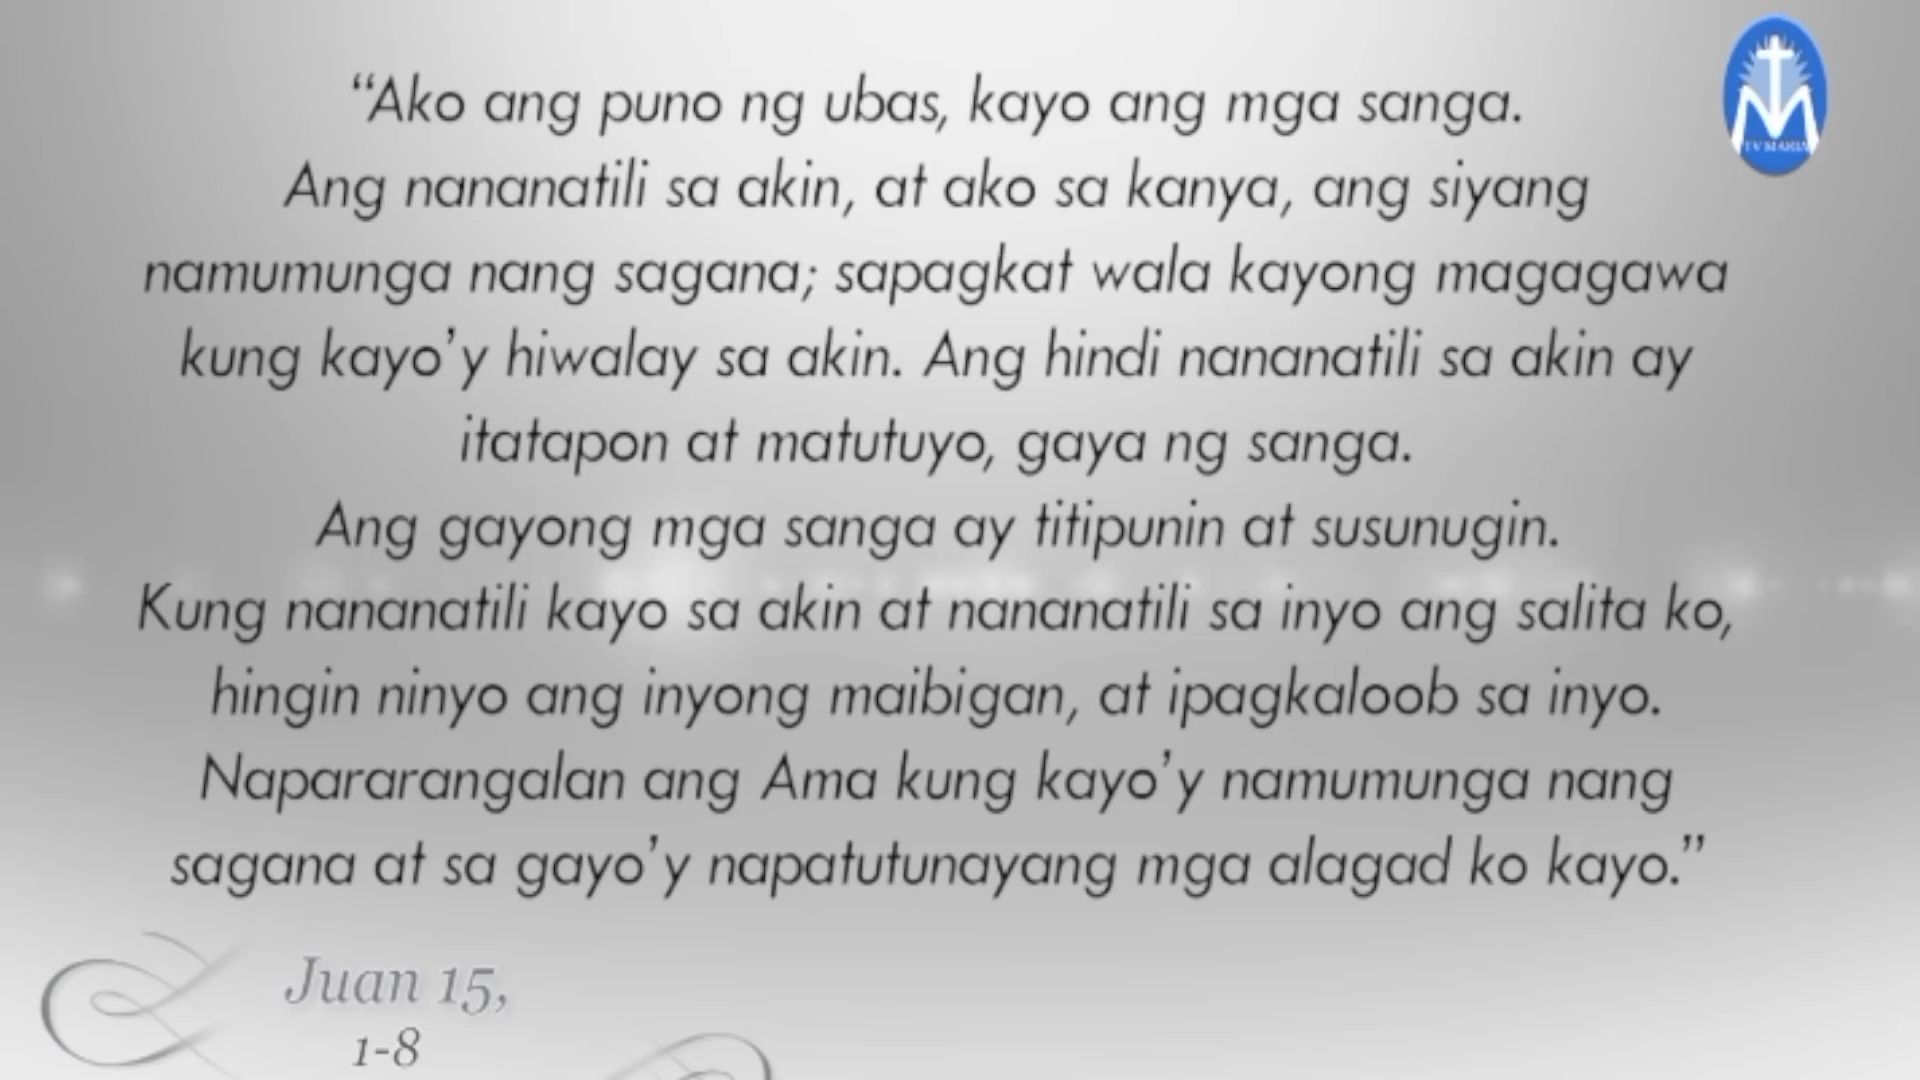 “Ako ang puno ng ubas, kayo ang mga sanga.
Ang nananatili sa akin, at ako sa kanya, ang siyang
namumunga nang sagana; sapagkat wala kayong magagawa
kung kayo’y hiwalay sa akin. Ang hindi nananatili sa akin ay
itatapon at matutuyo, gaya ng sanga.
Ang gayong mga sanga ay titipunin at susunugin.
Kung nananatili kayo sa akin at nananatili sa inyo ang salita ko,
hingin ninyo ang inyong maibigan, at ipagkaloob sa inyo.
Napararangalan ang Ama kung kayo’y namumunga nang
sagana at sa gayo’y napatutunayang mga alagad ko kayo.”
Juan 15,
1-8
TV MARIA